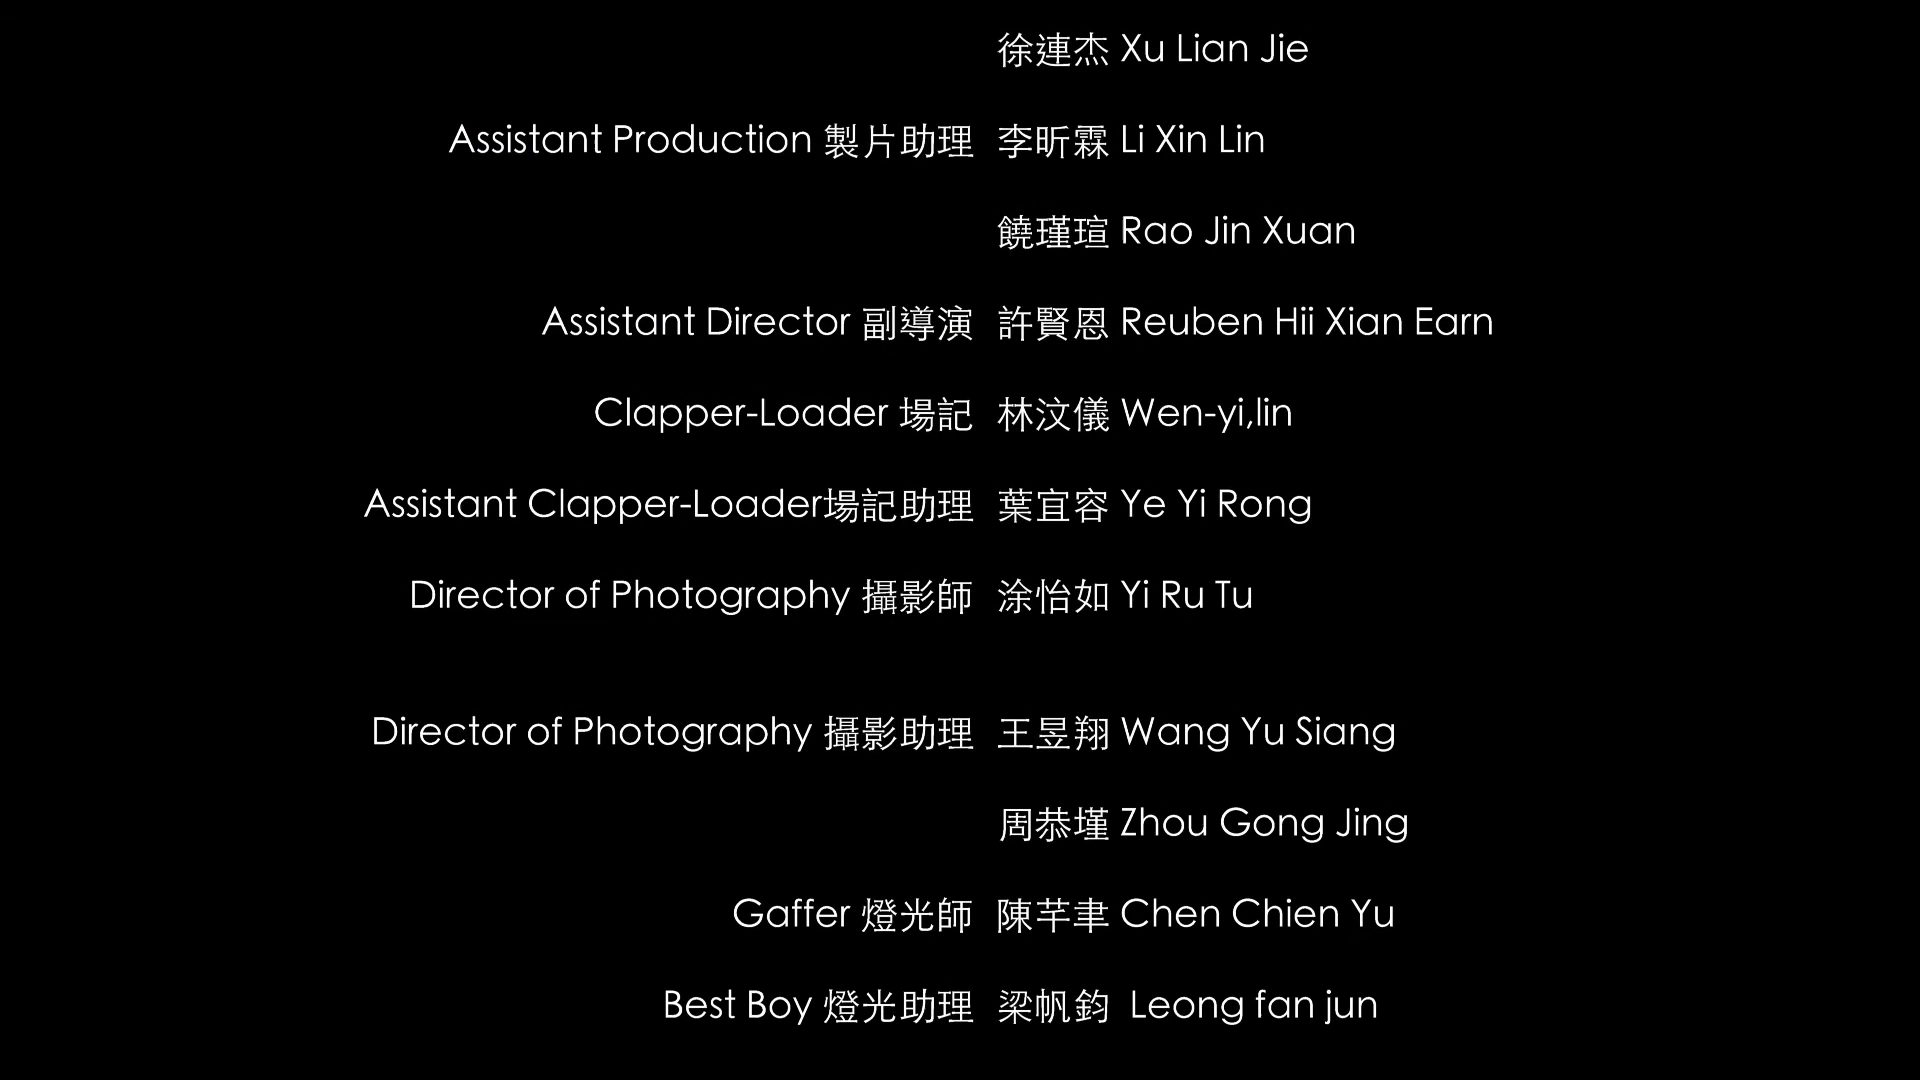 徐連杰 Xu Lian Jie
Assistant Production 製片助理 李昕霖 Li Xin Lin
饒瑾瑄 Rao Jin Xuan
Assistant Director 副導演 許賢恩 Reuben Hii Xian Earn
Clapper-Loader 場記 林汶儀 Wen-yi,lin
Assistant Clapper-Loader場記助理 葉宜容 Ye Yi Rong
Director of Photography 攝影師 涂怡如 Yi Ru Tu
Director of Photography 攝影助理 王昱翔 Wang Yu Siang
周恭墐 Zhou Gong Jing
Gaffer 燈光師 陳芊聿 Chen Chien Yu
Best Boy 燈光助理 梁帆鈞 Leong fan jun